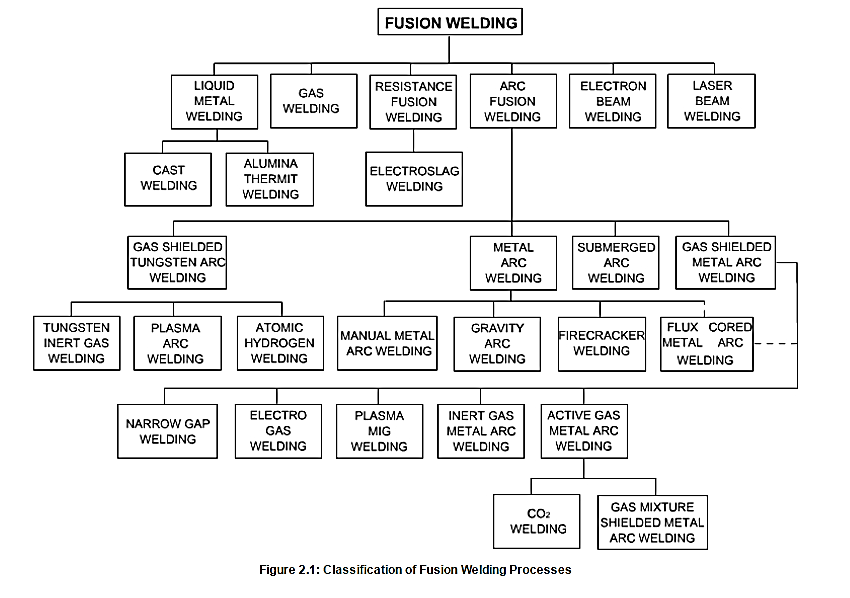 FUSION WELDING
LIQUID
METAL
WELDING
GAS
WELDING
RESISTANCE
FUSION
WELDING
ARC
FUSION
WELDING
ELECTRON
BEAM
WELDING
LASER
BEAM
WELDING
CAST
WELDING
ALUMINA
THERMIT
WELDING
ELECTROSLAG
WELDING
GAS SHIELDED
TUNGSTEN ARC
WELDING
METAL
ARC
WELDING
SUBMERGED
ARC
WELDING
GAS SHIELDED
METAL ARC
WELDING
TUNGSTEN
INERT GAS
WELDING
PLASMA
ARC
WELDING
ATOMIC
HYDROGEN
WELDING
MANUAL METAL
ARC WELDING
GRAVITY
ARC
WELDING
FIRECRACKER
WELDING
FLUX CORED
METAL ARC
WELDING
NARROW GAP
WELDING
ELECTRO
GAS
WELDING
PLASMA
MIG
WELDING
INERT GAS
METAL ARC
WELDING
ACTIVE GAS
METAL ARC
WELDING
CO₂
WELDING
GAS MIXTURE
SHIELDED METAL
ARC WELDING
Figure 2.1: Classification of Fusion Welding Processes